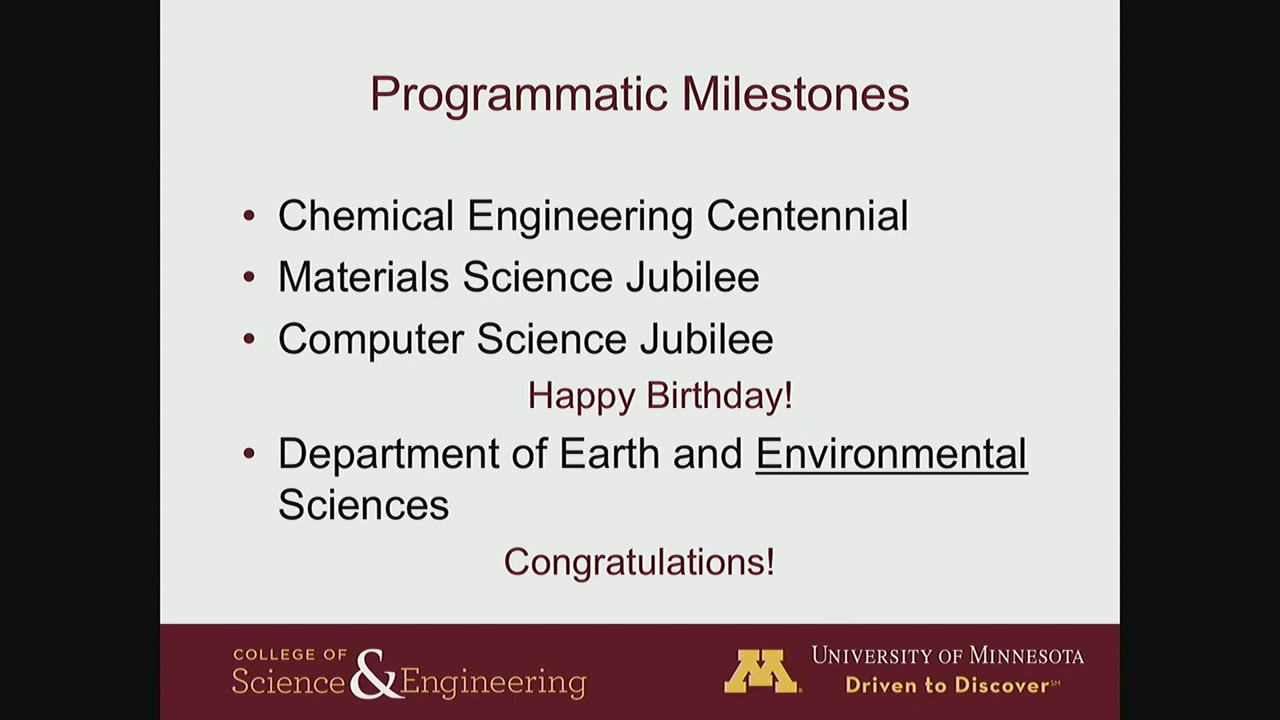 Programmatic Milestones
• Chemical Engineering Centennial
• Materials Science Jubilee
• Computer Science Jubilee
Happy Birthday!
• Department of Earth and Environmental
Sciences
Congratulations!
COLLEGE OF
Science & Engineering
M
UNIVERSITY OF MINNESOTA
Driven to Discover℠